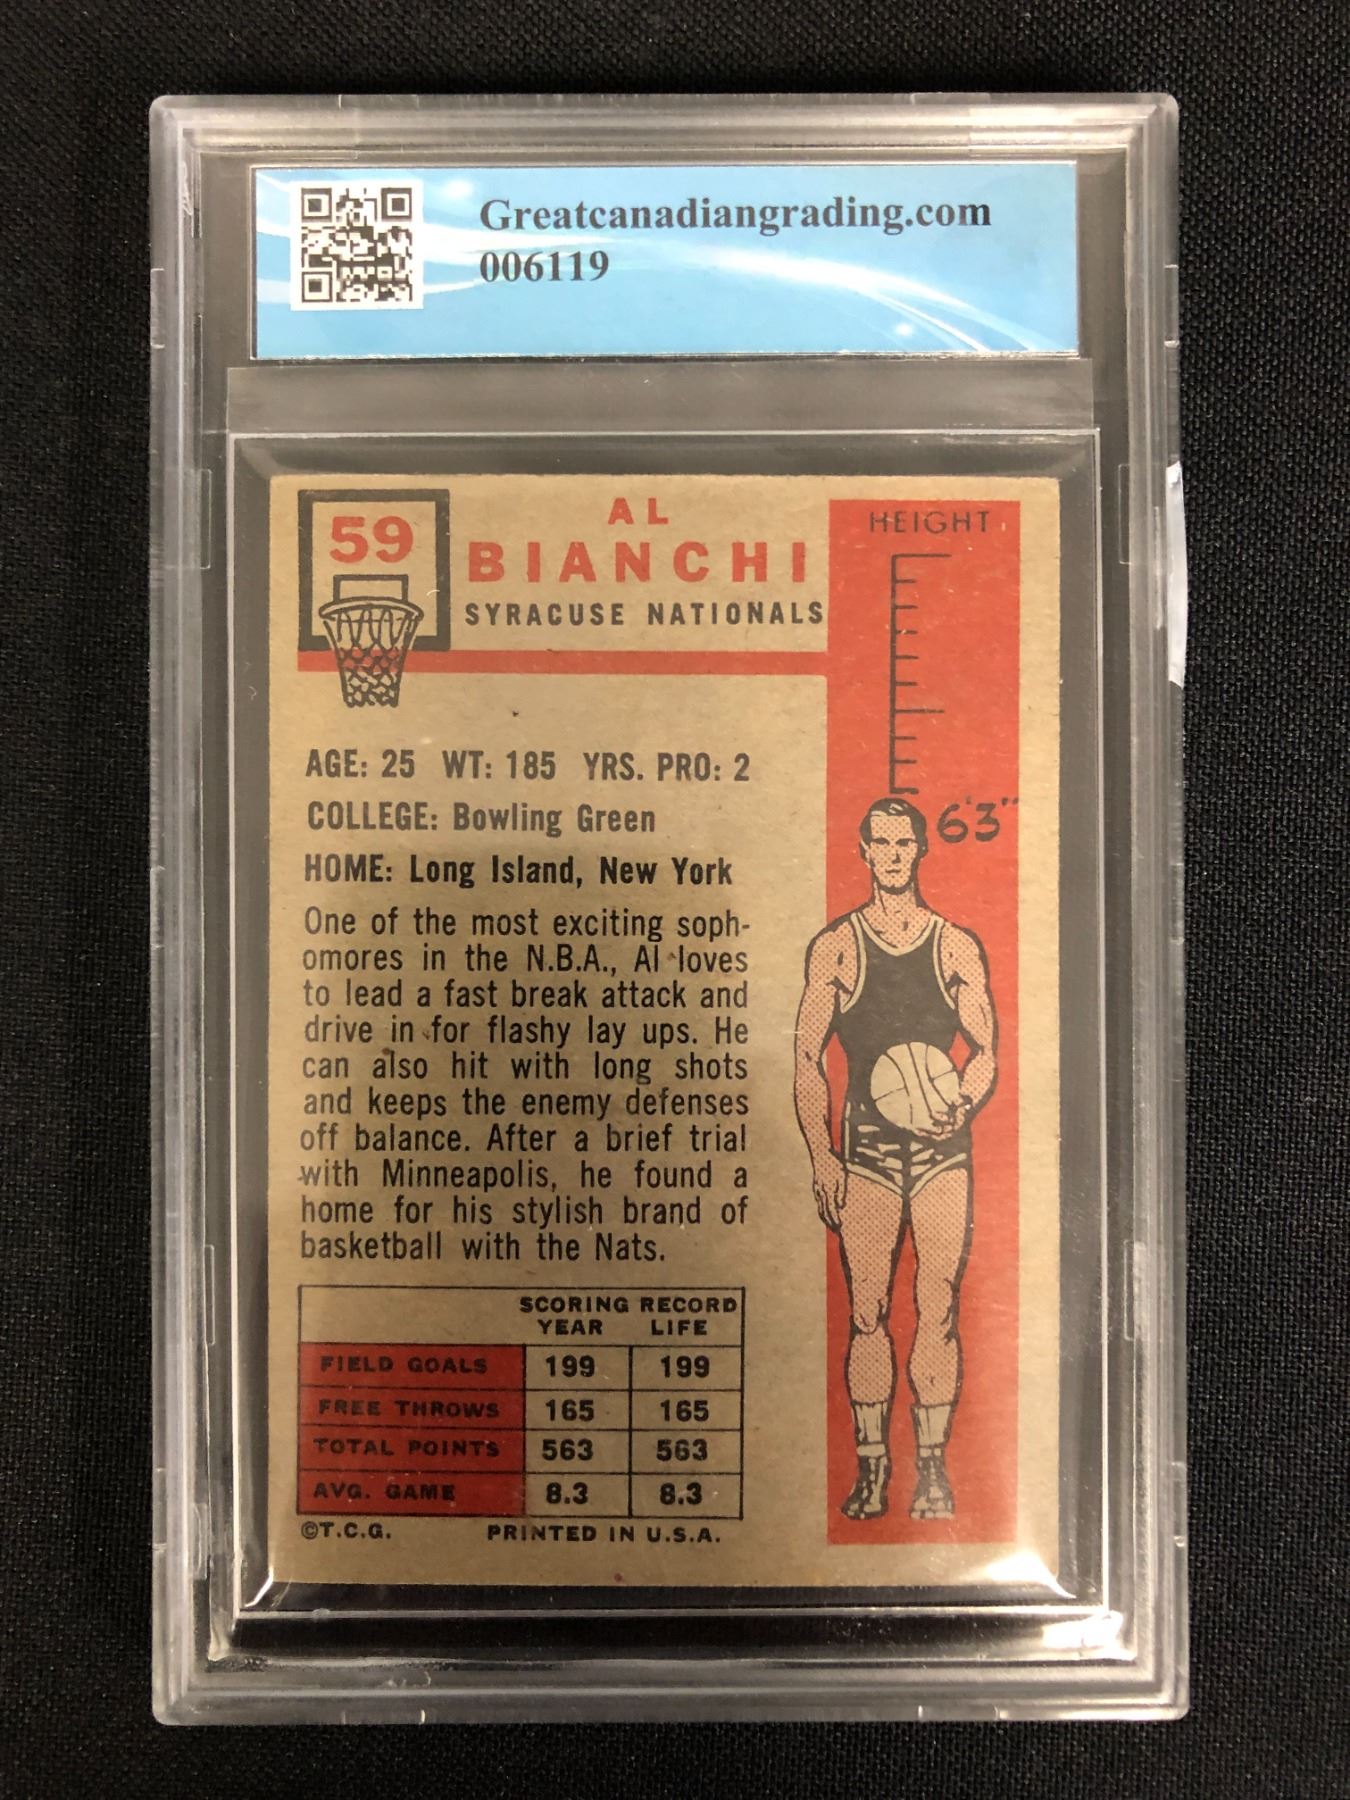 Greatcanadiangrading.com
006119
59
AL
BIANCHI
SYRACUSE NATIONALS
HEIGHT
6'3"
AGE: 25 WT: 185 YRS. PRO: 2
COLLEGE: Bowling Green
HOME: Long Island, New York
One of the most exciting soph-
omores in the N.B.A., Al loves
to lead a fast break attack and
drive in for flashy lay ups. He
can also hit with long shots
and keeps the enemy defenses
off balance. After a brief trial
with Minneapolis, he found a
home for his stylish brand of
basketball with the Nats.
SCORING RECORD
YEAR LIFE
FIELD GOALS 199 199
FREE THROWS 165 165
TOTAL POINTS 563 563
AVG. GAME 8.3 8.3
©T.C.G. PRINTED IN U.S.A.